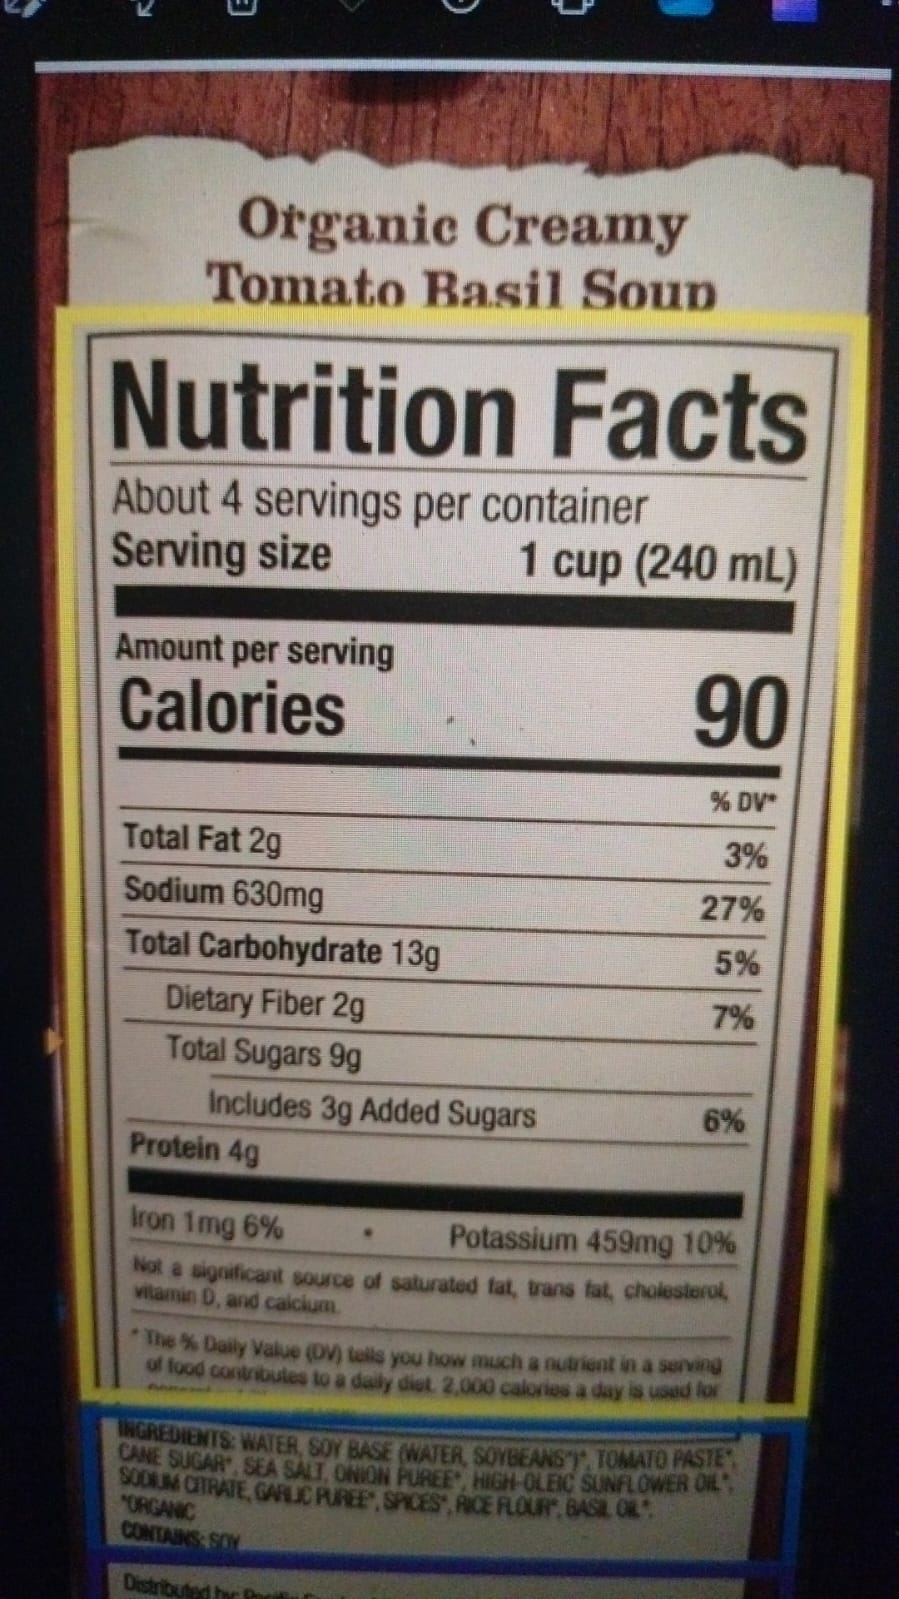 Organic Creamy
Tomato Basil Soup
Nutrition Facts
About 4 servings per container
Serving size 1 cup (240 mL)
Amount per serving
Calories 90
% DV*
Total Fat 2g 3%
Sodium 630mg 27%
Total Carbohydrate 13g 5%
Dietary Fiber 2g 7%
Total Sugars 9g
Includes 3g Added Sugars 6%
Protein 4g
Iron 1mg 6% • Potassium 459mg 10%
Not a significant source of saturated fat, trans fat, cholesterol,
vitamin D, and calcium.
* The % Daily Value (DV) tells you how much a nutrient in a serving
of food contributes to a daily diet. 2,000 calories a day is used for
INGREDIENTS: WATER, SOY BASE (WATER, SOYBEANS*)*, TOMATO PASTE*,
CANE SUGAR*, SEA SALT, ONION PUREE*, HIGH-OLEIC SUNFLOWER OIL*,
SODIUM CITRATE, GARLIC PUREE*, SPICES*, RICE FLOUR*, BASIL OIL*.
*ORGANIC
CONTAINS: SOY
Distributed by: